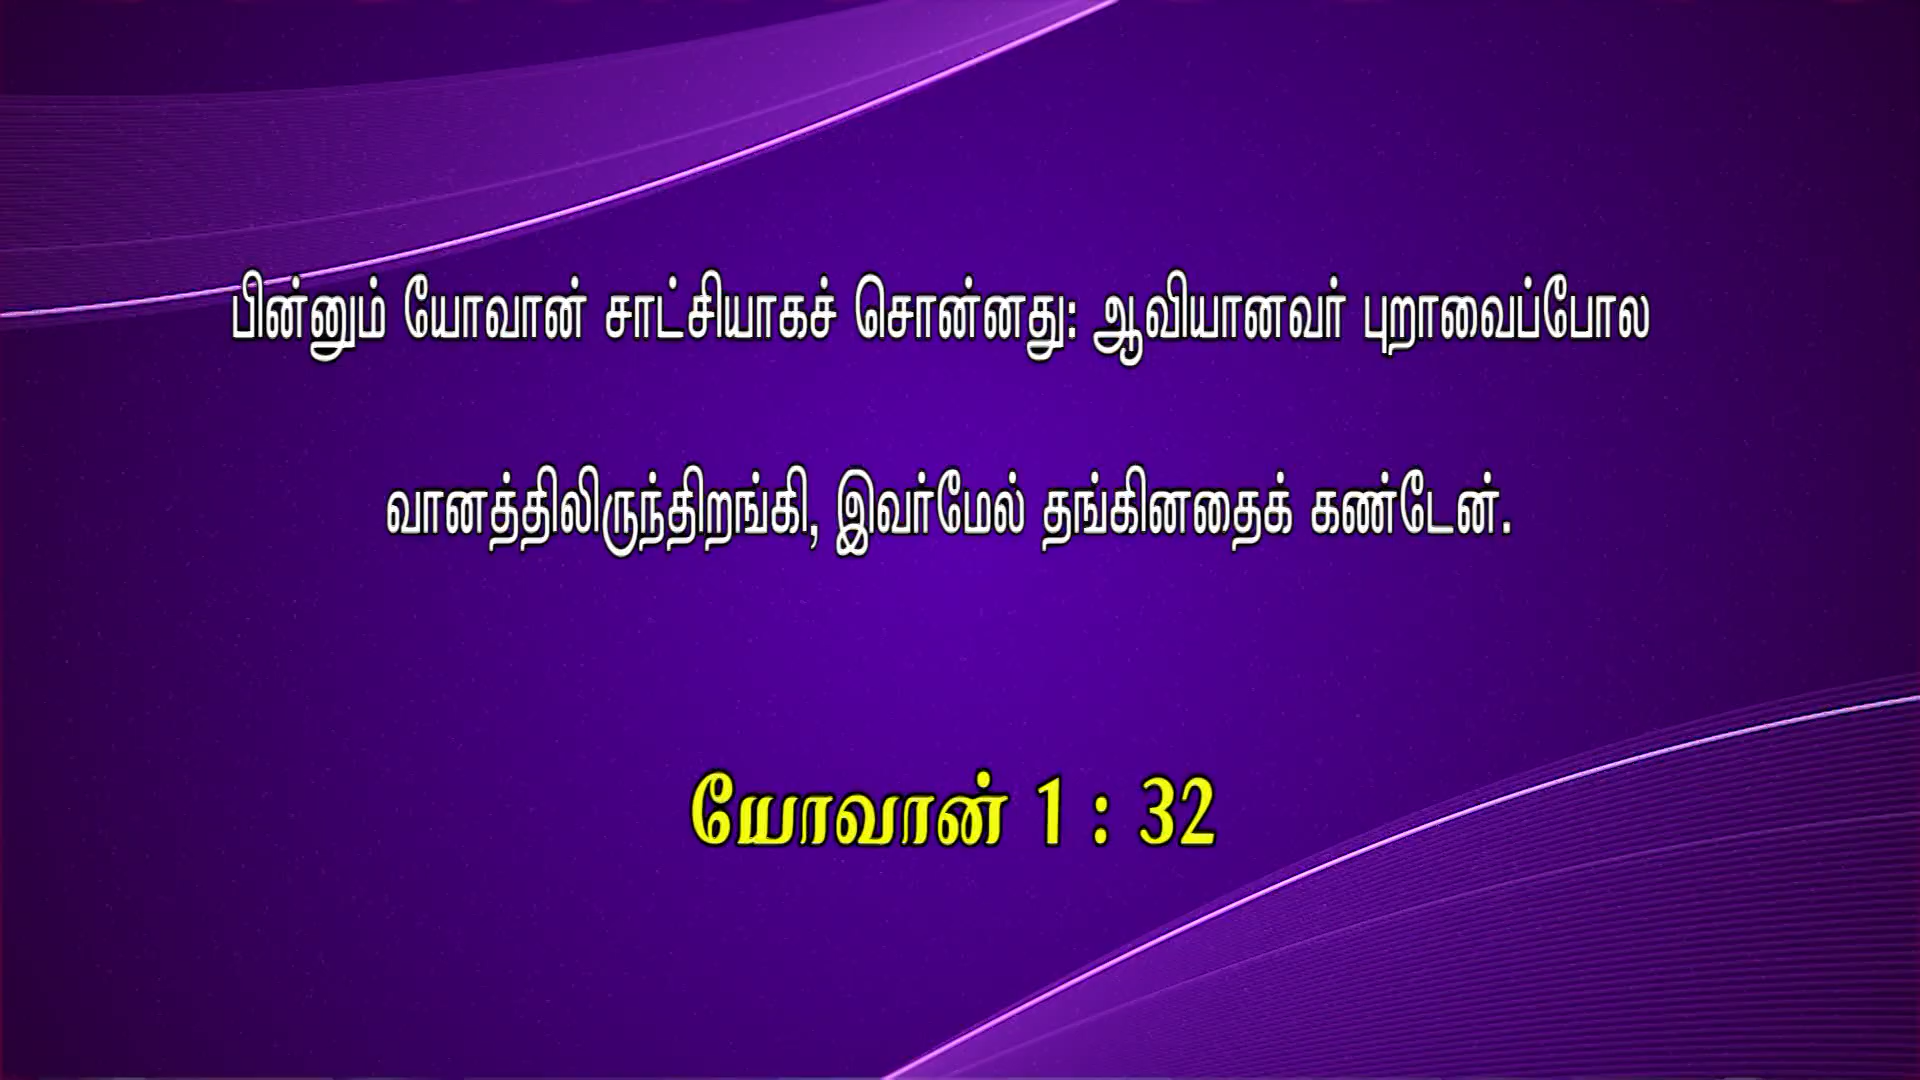 பின்னும் யோவான் சாட்சியாகச் சொன்னது: ஆவியானவர் புறாவைப்போல
வானத்திலிருந்திறங்கி, இவர்மேல் தங்கினதைக் கண்டேன்.
யோவான் 1 : 32